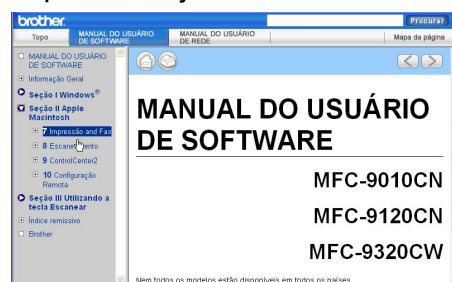 brother
Procurar
Topo
MANUAL DO USUÁRIO
DE SOFTWARE
MANUAL DO USUÁRIO
DE REDE
Mapa da página
MANUAL DO USUÁRIO
DE SOFTWARE
Informação Geral
Seção I Windows®
Seção II Apple
Macintosh
7 Impressão and Fax
8 Escaneamento
9 ControlCenter2
10 Configuração
Remota
Seção III Utilizando a
tecla Escanear
Índice remissivo
Brother
MANUAL DO USUÁRIO
DE SOFTWARE
MFC-9010CN
MFC-9120CN
MFC-9320CW
Nem todos os modelos estão disponíveis em todos os países.